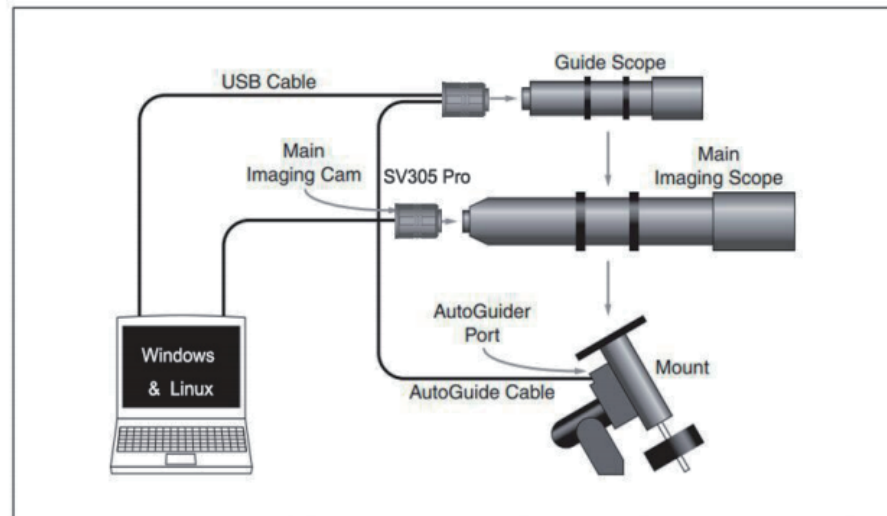 Guide Scope
USB Cable
Main
Imaging Cam
SV305 Pro
Main
Imaging Scope
AutoGuider
Port
Windows
& Linux
Mount
AutoGuide Cable